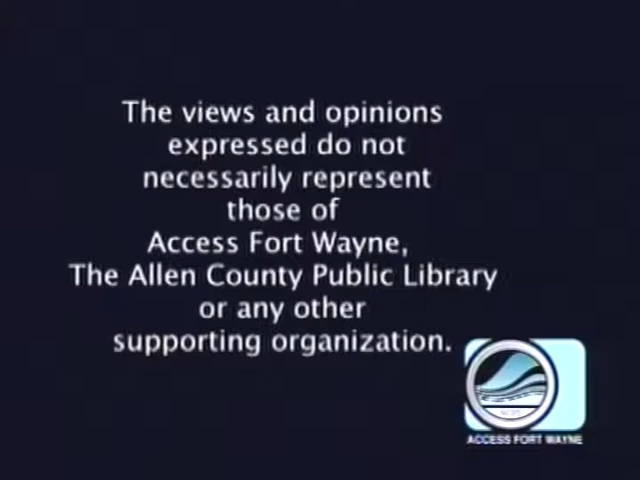 The views and opinions
expressed do not
necessarily represent
those of
Access Fort Wayne,
The Allen County Public Library
or any other
supporting organization.
ACCESS FORT WAYNE